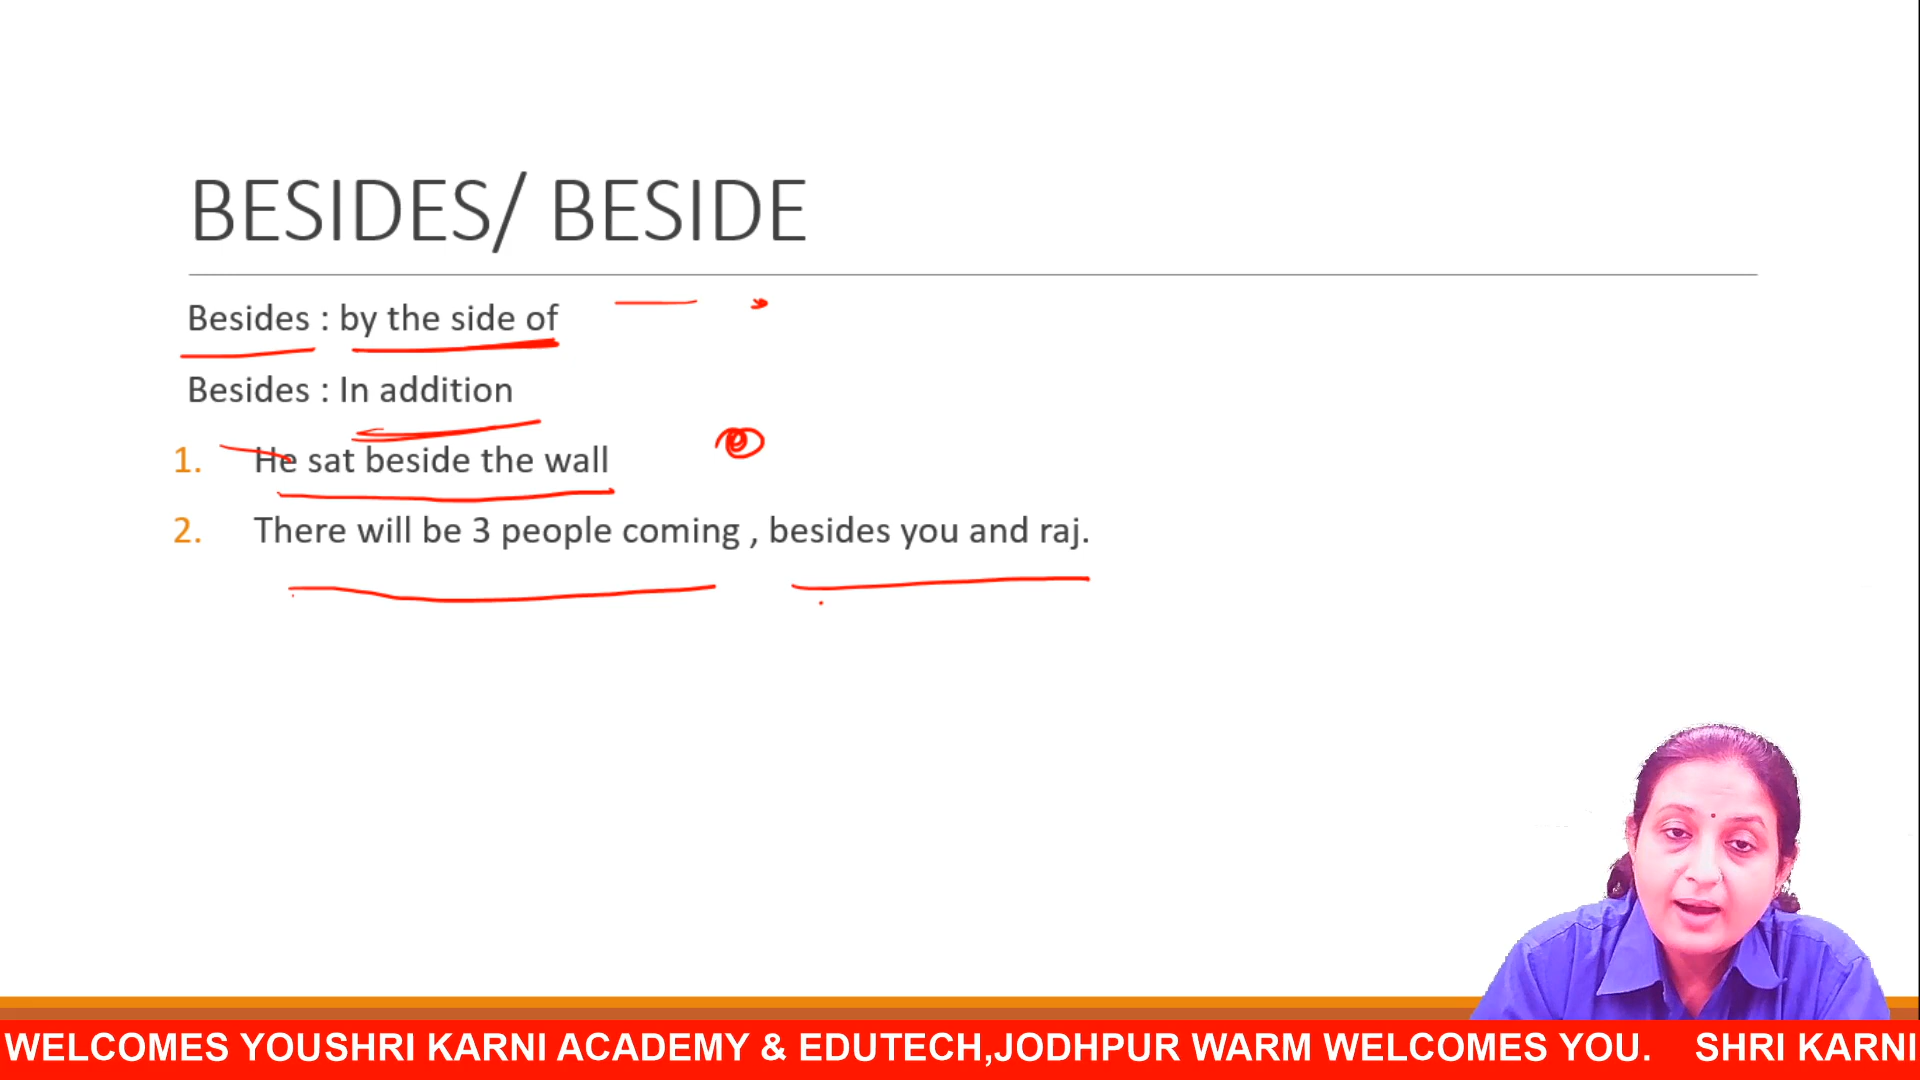 BESIDES/ BESIDE
Besides : by the side of
Besides : In addition
1. He sat beside the wall
2. There will be 3 people coming , besides you and raj.
WELCOMES YOUSHRI KARNI ACADEMY & EDUTECH,JODHPUR WARM WELCOMES YOU. SHRI KARNI